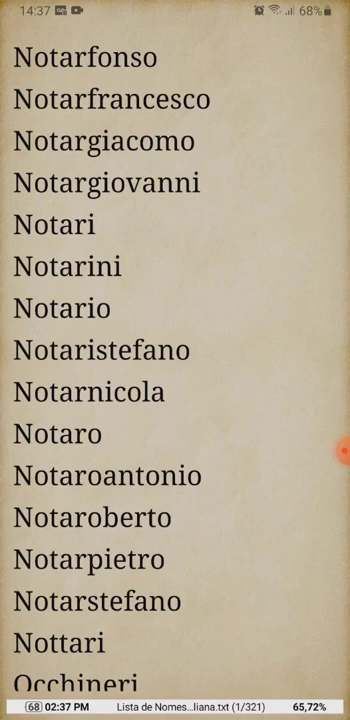 14:37 68%
Notarfonso
Notarfrancesco
Notargiacomo
Notargiovanni
Notari
Notarini
Notario
Notaristefano
Notarnicola
Notaro
Notaroantonio
Notaroberto
Notarpietro
Notarstefano
Nottari
Occhineri
68 02:37 PM Lista de Nomes...liana.txt (1/321) 65,72%